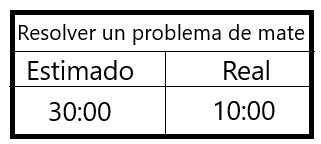 Resolver un problema de mate
Estimado Real
30:00 10:00